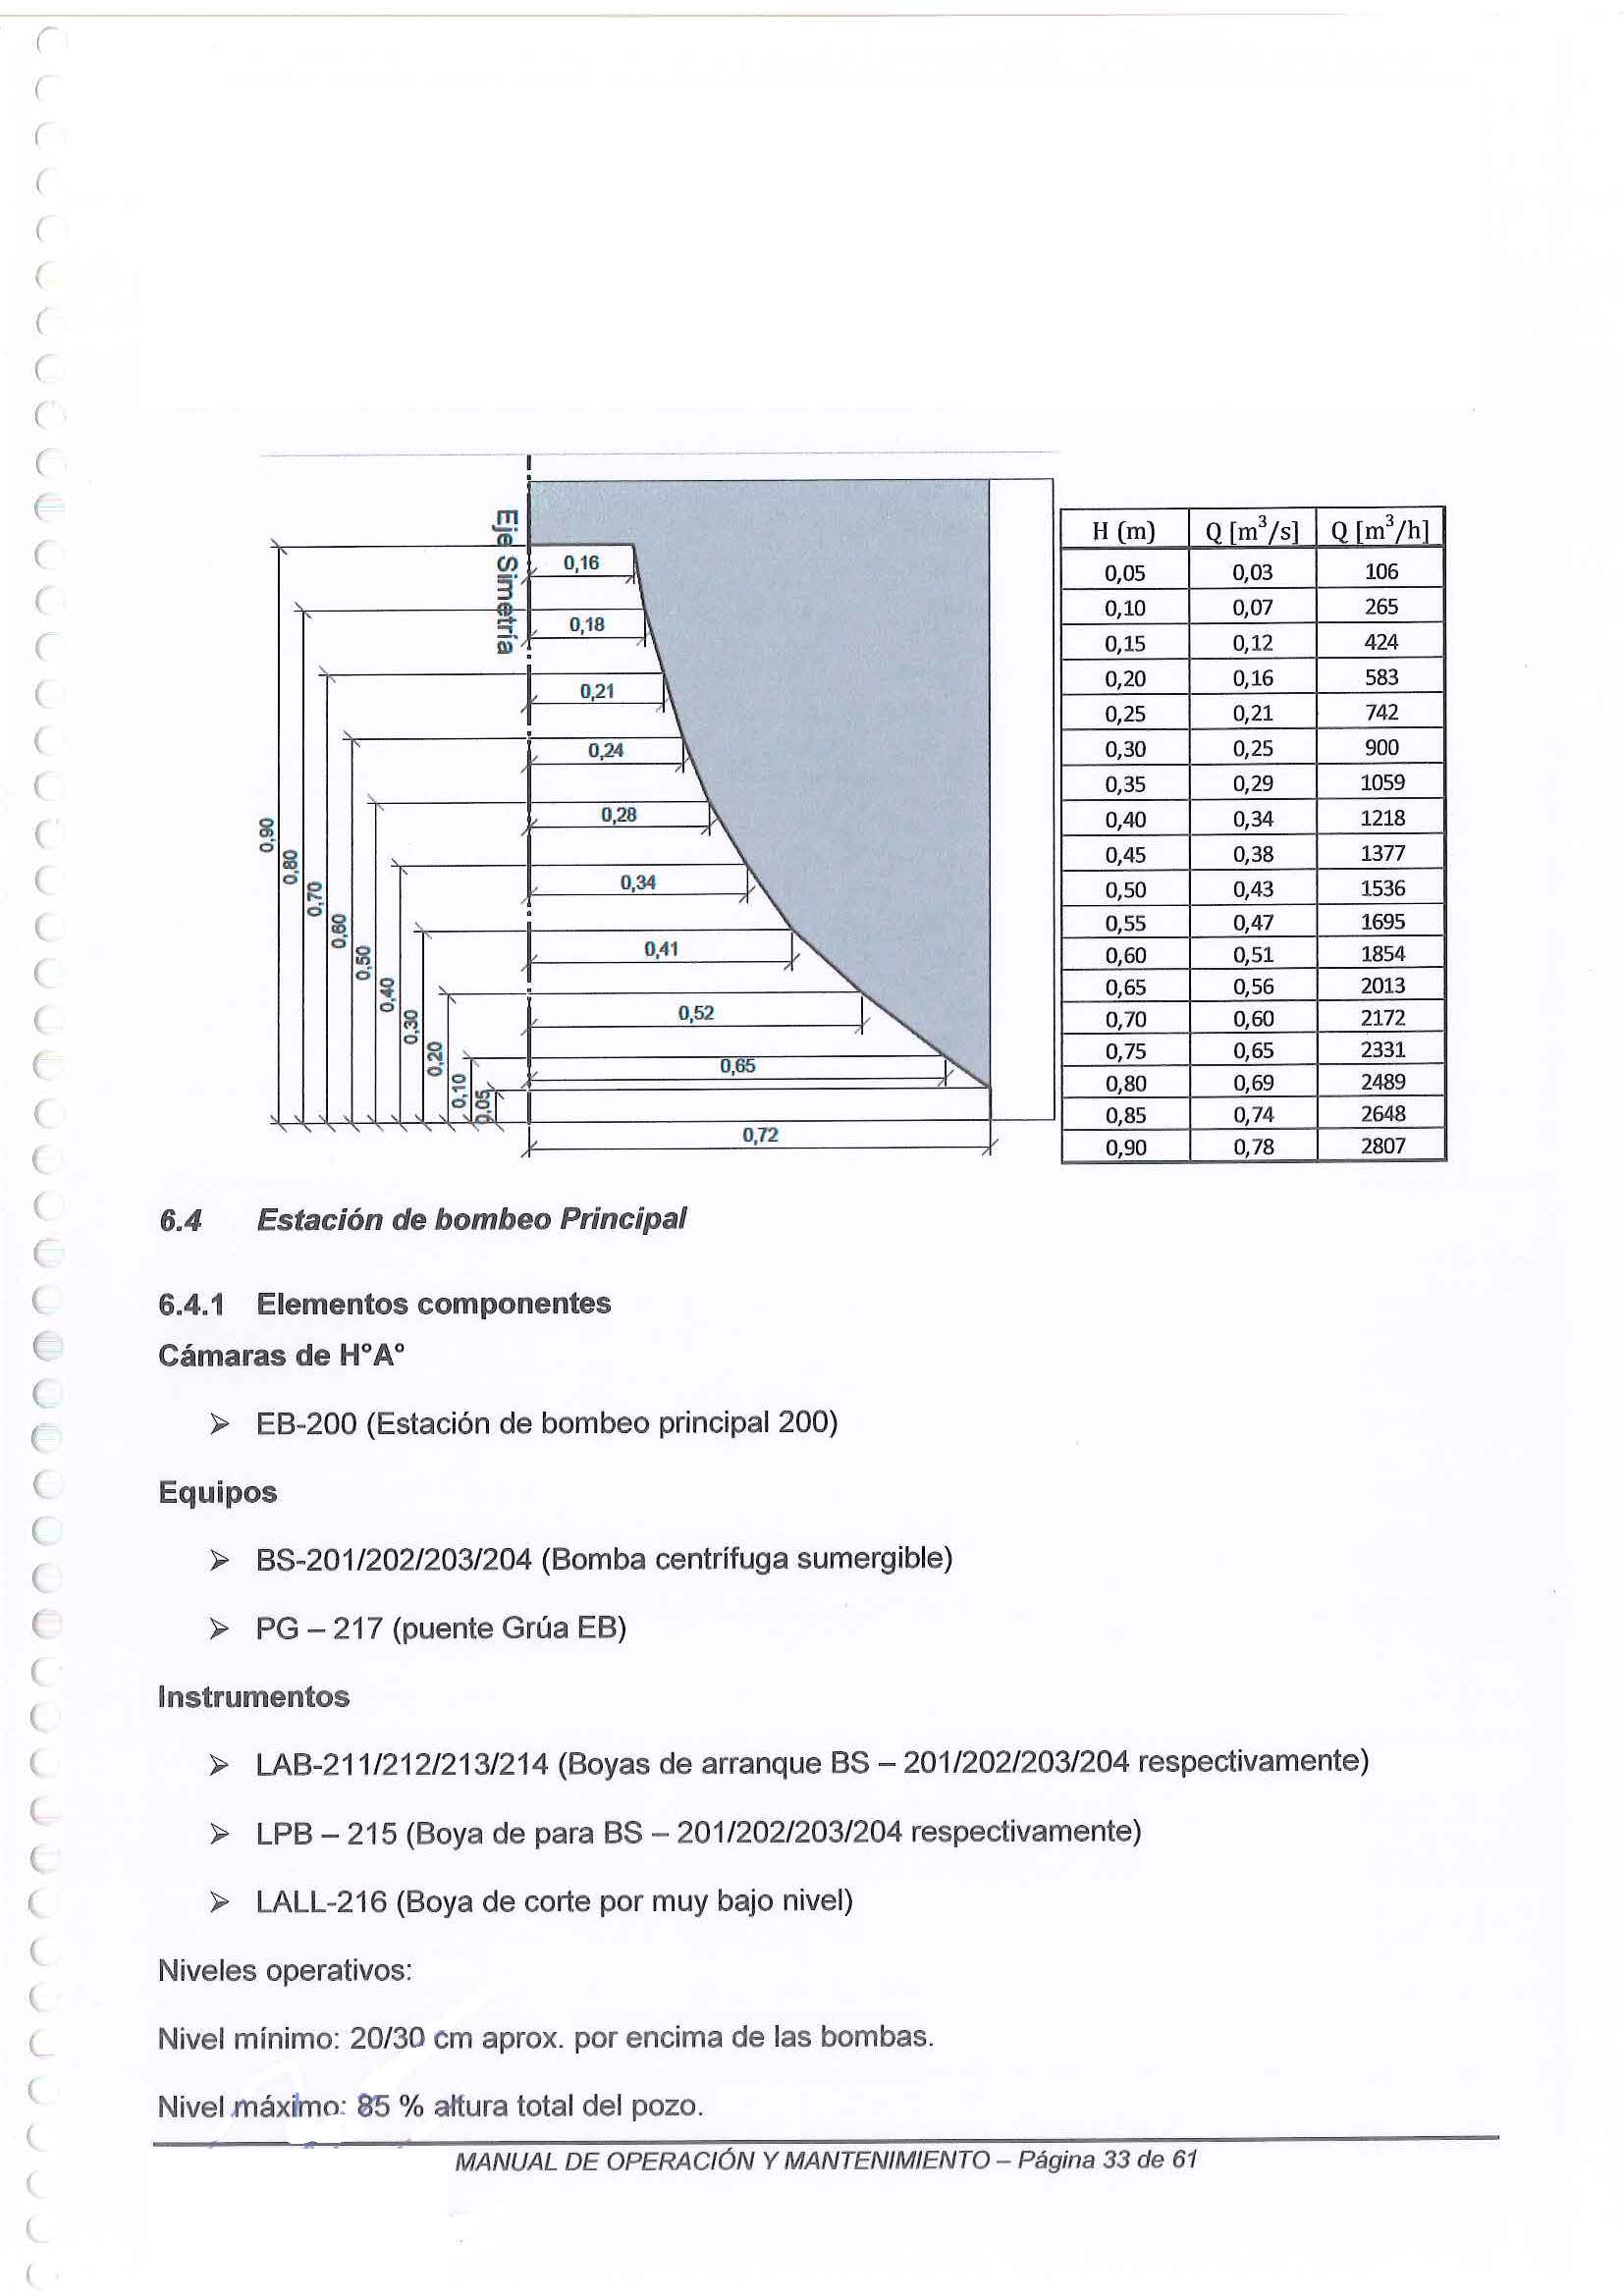 Eje Simetría
0,16
0,18
0,21
0,24
0,28
0,34
0,41
0,52
0,65
0,72
0,90
0,80
0,70
0,60
0,50
0,40
0,30
0,20
0,10
0,05
H (m) Q [m³/s] Q [m³/h]
0,05 0,03 106
0,10 0,07 265
0,15 0,12 424
0,20 0,16 583
0,25 0,21 742
0,30 0,25 900
0,35 0,29 1059
0,40 0,34 1218
0,45 0,38 1377
0,50 0,43 1536
0,55 0,47 1695
0,60 0,51 1854
0,65 0,56 2013
0,70 0,60 2172
0,75 0,65 2331
0,80 0,69 2489
0,85 0,74 2648
0,90 0,78 2807
6.4 Estación de bombeo Principal
6.4.1 Elementos componentes
Cámaras de H°A°
➢ EB-200 (Estación de bombeo principal 200)
Equipos
➢ BS-201/202/203/204 (Bomba centrífuga sumergible)
➢ PG – 217 (puente Grúa EB)
Instrumentos
➢ LAB-211/212/213/214 (Boyas de arranque BS – 201/202/203/204 respectivamente)
➢ LPB – 215 (Boya de para BS – 201/202/203/204 respectivamente)
➢ LALL-216 (Boya de corte por muy bajo nivel)
Niveles operativos:
Nivel mínimo: 20/30 cm aprox. por encima de las bombas.
Nivel máximo: 85 % altura total del pozo.
MANUAL DE OPERACIÓN Y MANTENIMIENTO – Página 33 de 61